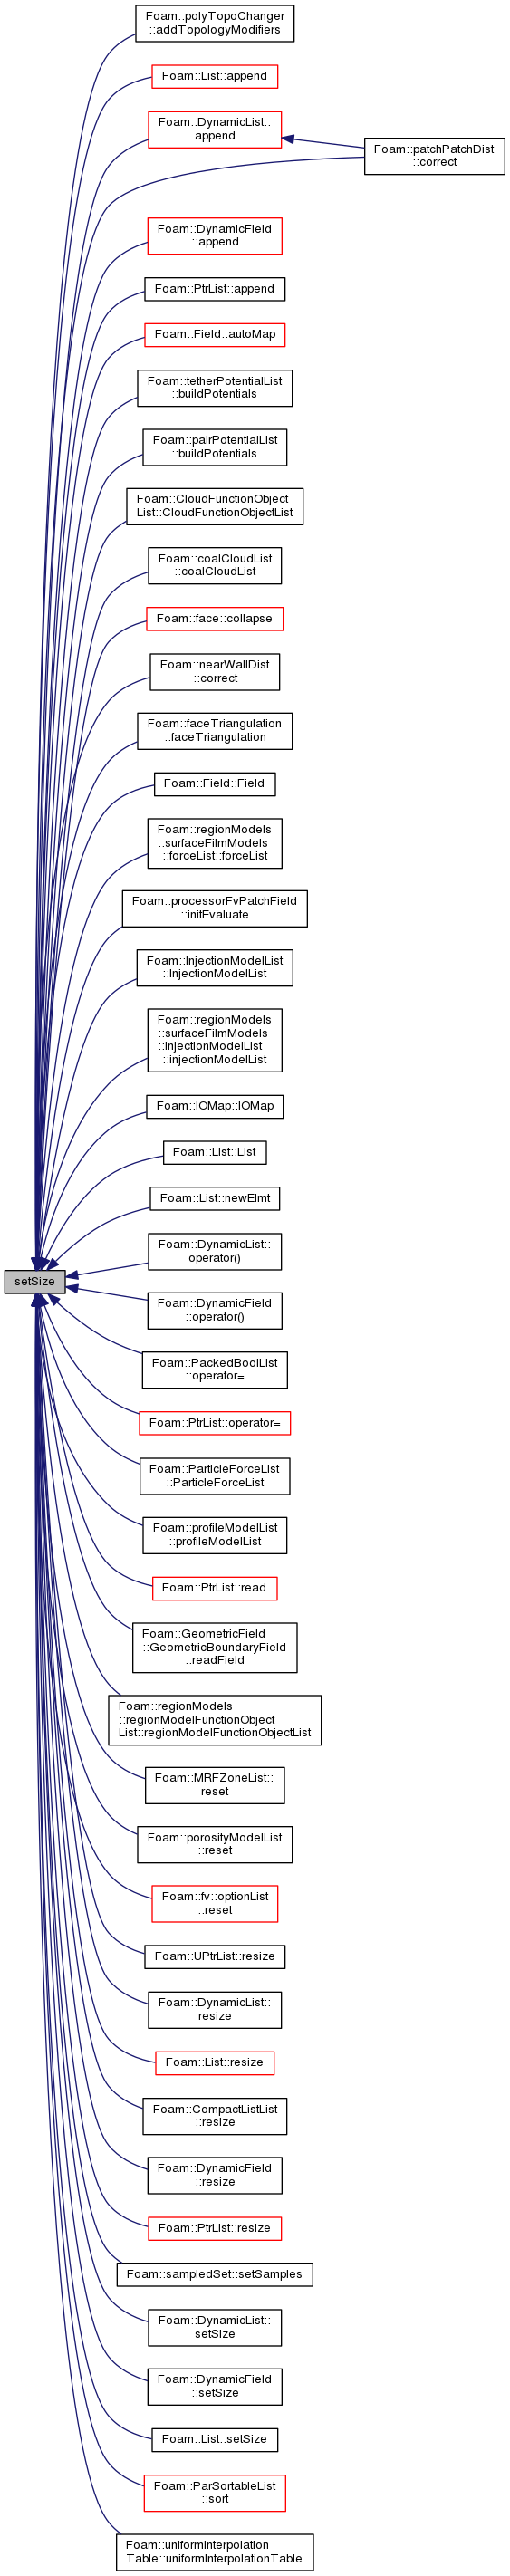 Foam::polyTopoChanger
::addTopologyModifiers
Foam::List::append
Foam::DynamicList::
append
Foam::patchPatchDist
::correct
Foam::DynamicField
::append
Foam::PtrList::append
Foam::Field::autoMap
Foam::tetherPotentialList
::buildPotentials
Foam::pairPotentialList
::buildPotentials
Foam::CloudFunctionObject
List::CloudFunctionObjectList
Foam::coalCloudList
::coalCloudList
Foam::face::collapse
Foam::nearWallDist
::correct
Foam::faceTriangulation
::faceTriangulation
Foam::Field::Field
Foam::regionModels
::surfaceFilmModels
::forceList::forceList
Foam::processorFvPatchField
::initEvaluate
Foam::InjectionModelList
::InjectionModelList
Foam::regionModels
::surfaceFilmModels
::injectionModelList
::injectionModelList
Foam::IOMap::IOMap
Foam::List::List
Foam::List::newElmt
Foam::DynamicList::
operator()
setSize
Foam::DynamicField
::operator()
Foam::PackedBoolList
::operator=
Foam::PtrList::operator=
Foam::ParticleForceList
::ParticleForceList
Foam::profileModelList
::profileModelList
Foam::PtrList::read
Foam::GeometricField
::GeometricBoundaryField
::readField
Foam::regionModels
::regionModelFunctionObject
List::regionModelFunctionObjectList
Foam::MRFZoneList::
reset
Foam::porosityModelList
::reset
Foam::fv::optionList
::reset
Foam::UPtrList::resize
Foam::DynamicList::
resize
Foam::List::resize
Foam::CompactListList
::resize
Foam::DynamicField
::resize
Foam::PtrList::resize
Foam::sampledSet::setSamples
Foam::DynamicList::
setSize
Foam::DynamicField
::setSize
Foam::List::setSize
Foam::ParSortableList
::sort
Foam::uniformInterpolation
Table::uniformInterpolationTable